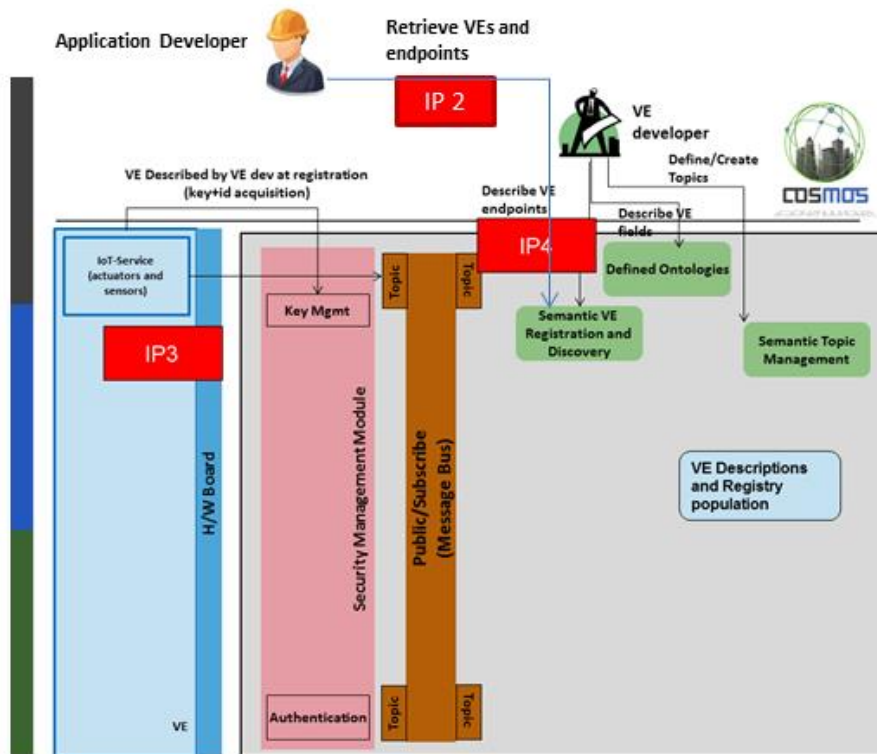 Application Developer
Retrieve VEs and
endpoints
IP 2
VE
developer
Define/Create
Topics
COSMOS
VE Described by VE dev at registration
(key+id acquisition)
Describe VE
endpoints
IP4
Describe VE
fields
IoT-Service
(actuators and
sensors)
Topic
Topic
Defined Ontologies
Key Mgmt
Semantic VE
Registration and
Discovery
Semantic Topic
Management
IP3
H/W Board
Security Management Module
Public/Subscribe
(Message Bus)
VE Descriptions
and Registry
population
Authentication
Topic
Topic
VE